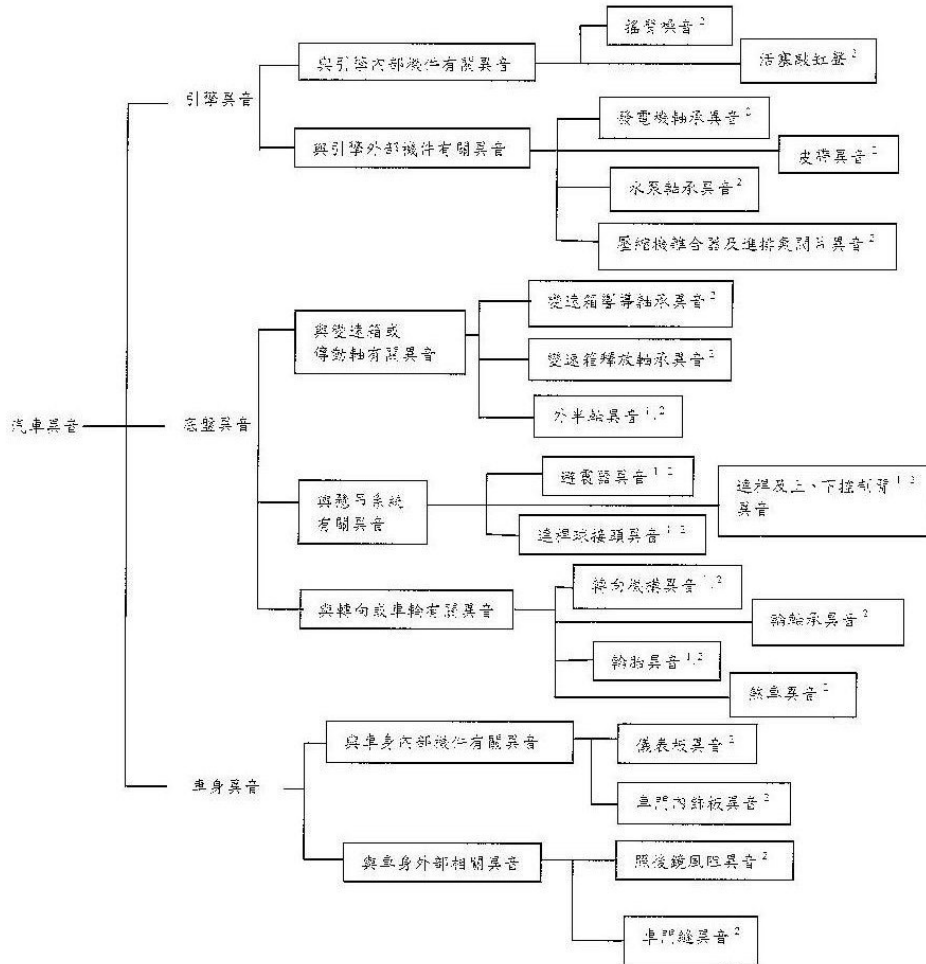 搖臂噪音 2
與引擎內部機件有關異音
活塞敲缸聲 2
引擎異音
發電機軸承異音 2
與引擎外部機件有關異音
皮帶異音 2
水泵軸承異音 2
壓縮機離合器及進排氣閥片異音 2
變速箱嚮導軸承異音 2
與變速箱或
傳動軸有關異音
變速箱釋放軸承異音 2
外半軸異音 1,2
汽車異音
底盤異音
避震器異音 1,2
與懸吊系統
有關異音
連桿及上、下控制臂 1,2
異音
連桿球接頭異音 1,2
轉向機構異音 1,2
與轉向或車輪有關異音
輪軸承異音 2
輪胎異音 1,2
煞車異音 2
與車身內部機件有關異音
儀表板異音 2
車身異音
車門內飾板異音 2
與車身外部相關異音
照後鏡風阻異音 2
車門縫異音 2